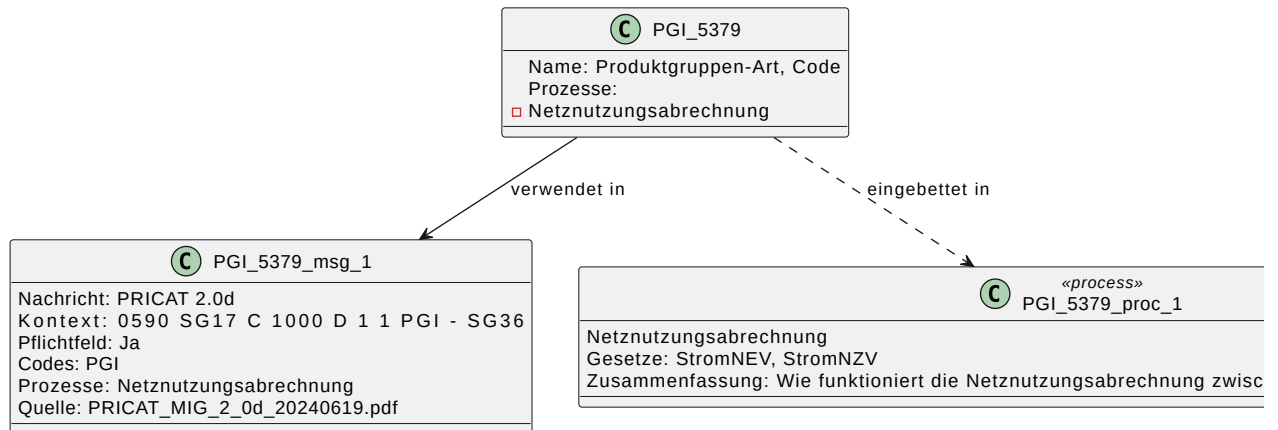 C PGI_5379
Name: Produktgruppen-Art, Code
Prozesse:
Netznutzungsabrechnung
verwendet in
eingebettet in
C PGI_5379_msg_1
Nachricht: PRICAT 2.0d
Kontext: 0590 SG17 C 1000 D 1 1 PGI - SG36
Pflichtfeld: Ja
Codes: PGI
Prozesse: Netznutzungsabrechnung
Quelle: PRICAT_MIG_2_0d_20240619.pdf
C «process»
PGI_5379_proc_1
Netznutzungsabrechnung
Gesetze: StromNEV, StromNZV
Zusammenfassung: Wie funktioniert die Netznutzungsabrechnung zwisc